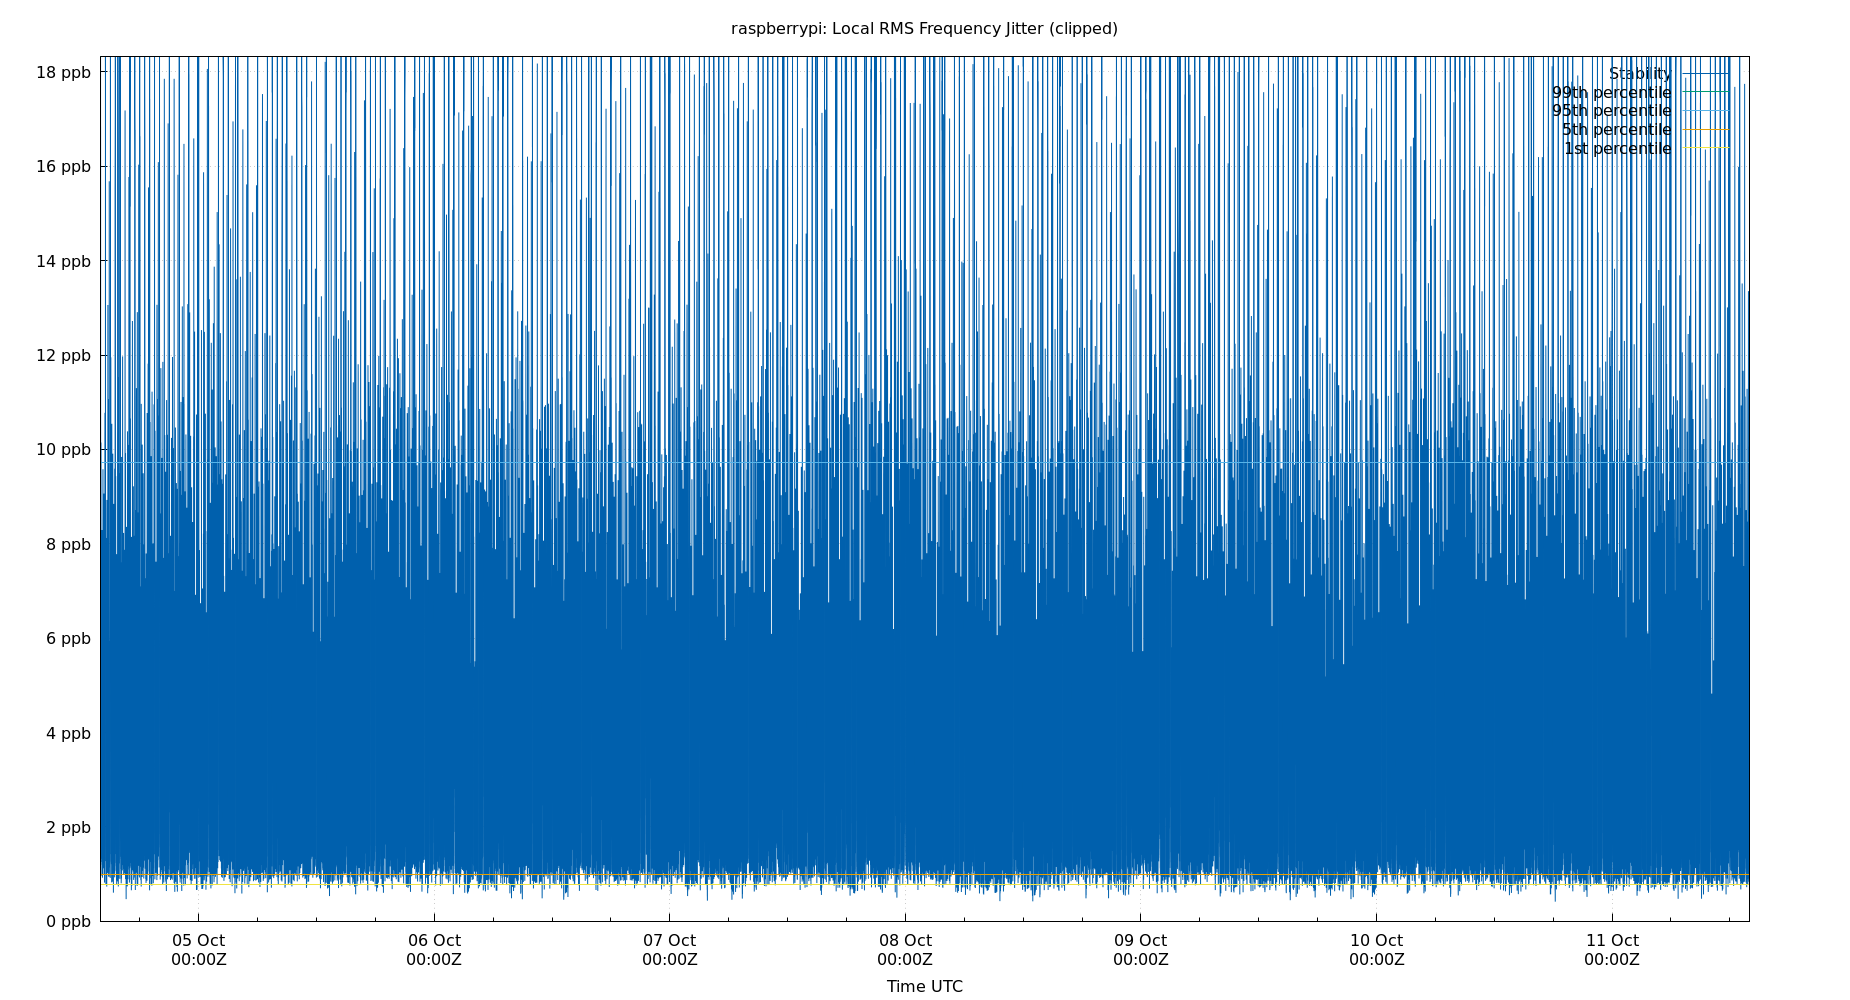 raspberrypi: Local RMS Frequency Jitter (clipped)
18 ppb
16 ppb
14 ppb
12 ppb
10 ppb
8 ppb
6 ppb
4 ppb
2 ppb
0 ppb
Stability
99th percentile
95th percentile
5th percentile
1st percentile
05 Oct
00:00Z
06 Oct
00:00Z
07 Oct
00:00Z
08 Oct
00:00Z
09 Oct
00:00Z
10 Oct
00:00Z
11 Oct
00:00Z
Time UTC